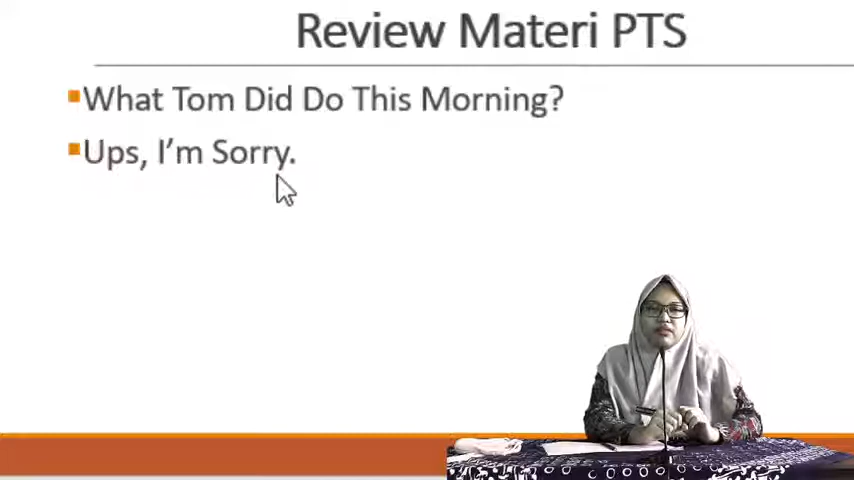 Review Materi PTS
What Tom Did Do This Morning?
Ups, I'm Sorry.